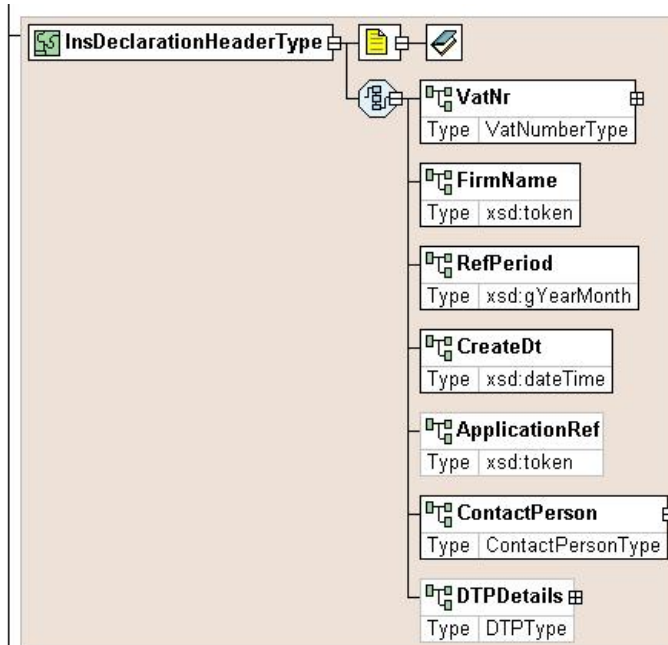 InsDeclarationHeaderType
VatNr
Type VatNumberType
FirmName
Type xsd:token
RefPeriod
Type xsd:gYearMonth
CreateDt
Type xsd:dateTime
ApplicationRef
Type xsd:token
ContactPerson
Type ContactPersonType
DTPDetails
Type DTPType